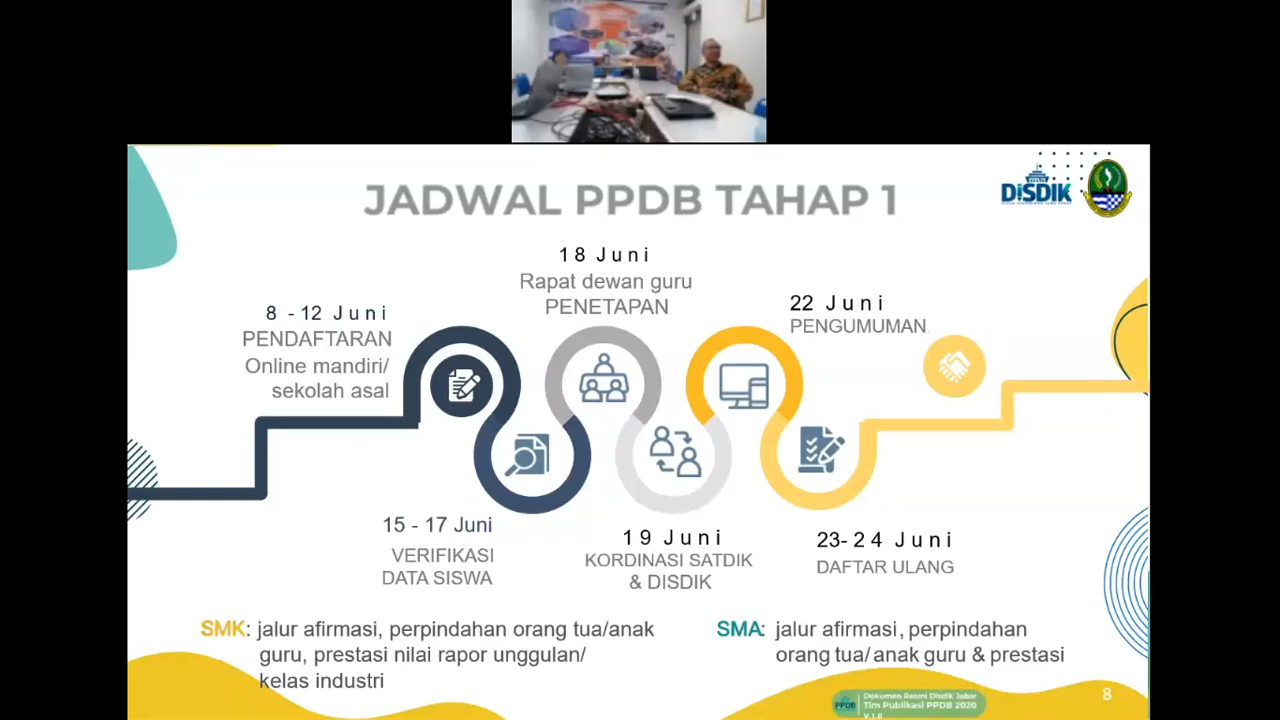 JADWAL PPDB TAHAP 1
DISDIK
18 Juni
Rapat dewan guru
PENETAPAN
22 Juni
PENGUMUMAN
8 - 12 Juni
PENDAFTARAN
Online mandiri/
sekolah asal
15 - 17 Juni
VERIFIKASI
DATA SISWA
19 Juni
KORDINASI SATDIK
& DISDIK
23-24 Juni
DAFTAR ULANG
SMK: jalur afirmasi, perpindahan orang tua/anak
guru, prestasi nilai rapor unggulan/
kelas industri
SMA: jalur afirmasi, perpindahan
orang tua/anak guru & prestasi
PPDB
Dokumen Resmi Disdik Jabar
Tim Publikasi PPDB 2020
V.1.0
8